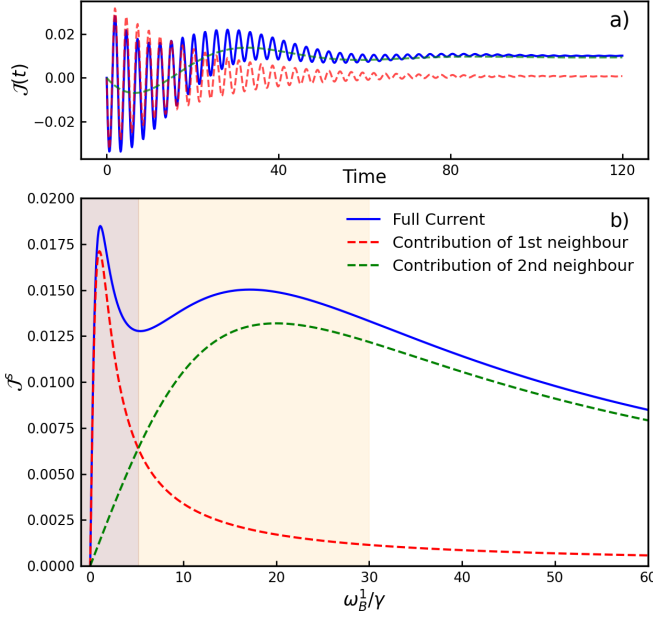 a)
𝒥(t)
0.02
0.00
−0.02
0
40
80
120
Time
b)
Full Current
Contribution of 1st neighbour
Contribution of 2nd neighbour
𝒥ˢ
0.0200
0.0175
0.0150
0.0125
0.0100
0.0075
0.0050
0.0025
0.0000
0
10
20
30
40
50
60
ω_B^1/γ